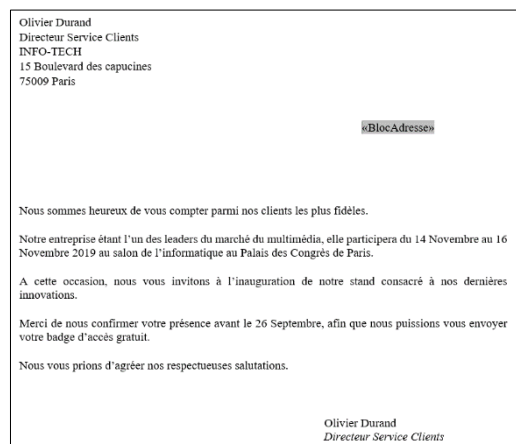 Olivier Durand
Directeur Service Clients
INFO-TECH
15 Boulevard des capucines
75009 Paris
«BlocAdresse»
Nous sommes heureux de vous compter parmi nos clients les plus fidèles.
Notre entreprise étant l'un des leaders du marché du multimédia, elle participera du 14 Novembre au 16
Novembre 2019 au salon de l'informatique au Palais des Congrès de Paris.
A cette occasion, nous vous invitons à l'inauguration de notre stand consacré à nos dernières
innovations.
Merci de nous confirmer votre présence avant le 26 Septembre, afin que nous puissions vous envoyer
votre badge d'accès gratuit.
Nous vous prions d'agréer nos respectueuses salutations.
Olivier Durand
Directeur Service Clients